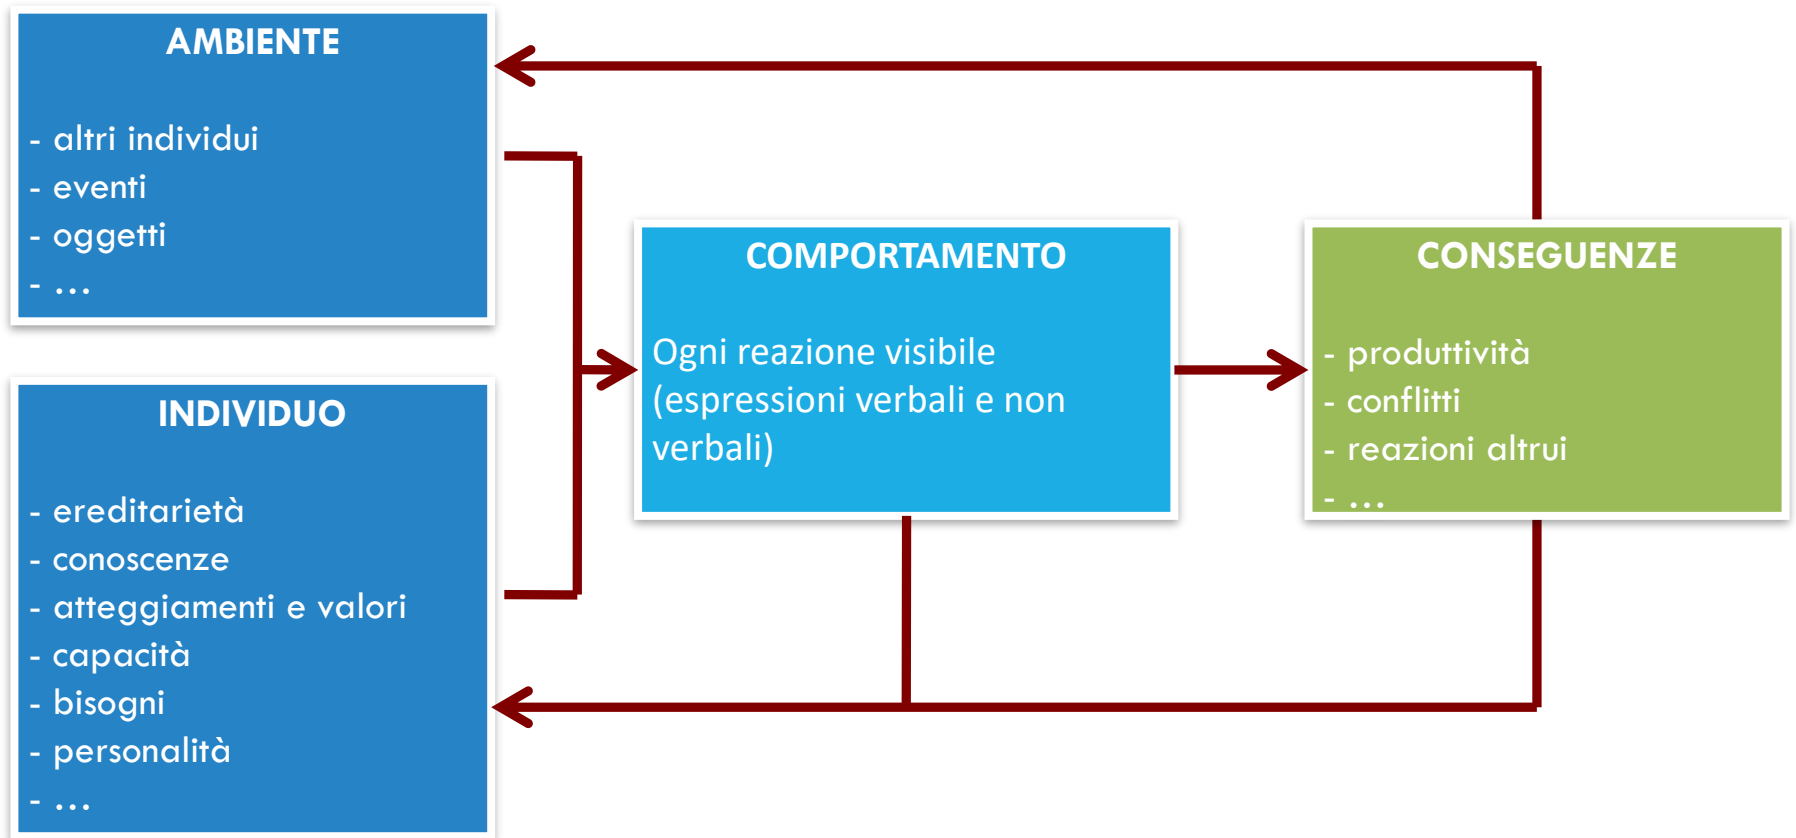 AMBIENTE
- altri individui
- eventi
- oggetti
- ...
INDIVIDUO
- ereditarietà
- conoscenze
- atteggiamenti e valori
- capacità
- bisogni
- personalità
- ...
COMPORTAMENTO
Ogni reazione visibile
(espressioni verbali e non
verbali)
CONSEGUENZE
- produttività
- conflitti
- reazioni altrui
- ...